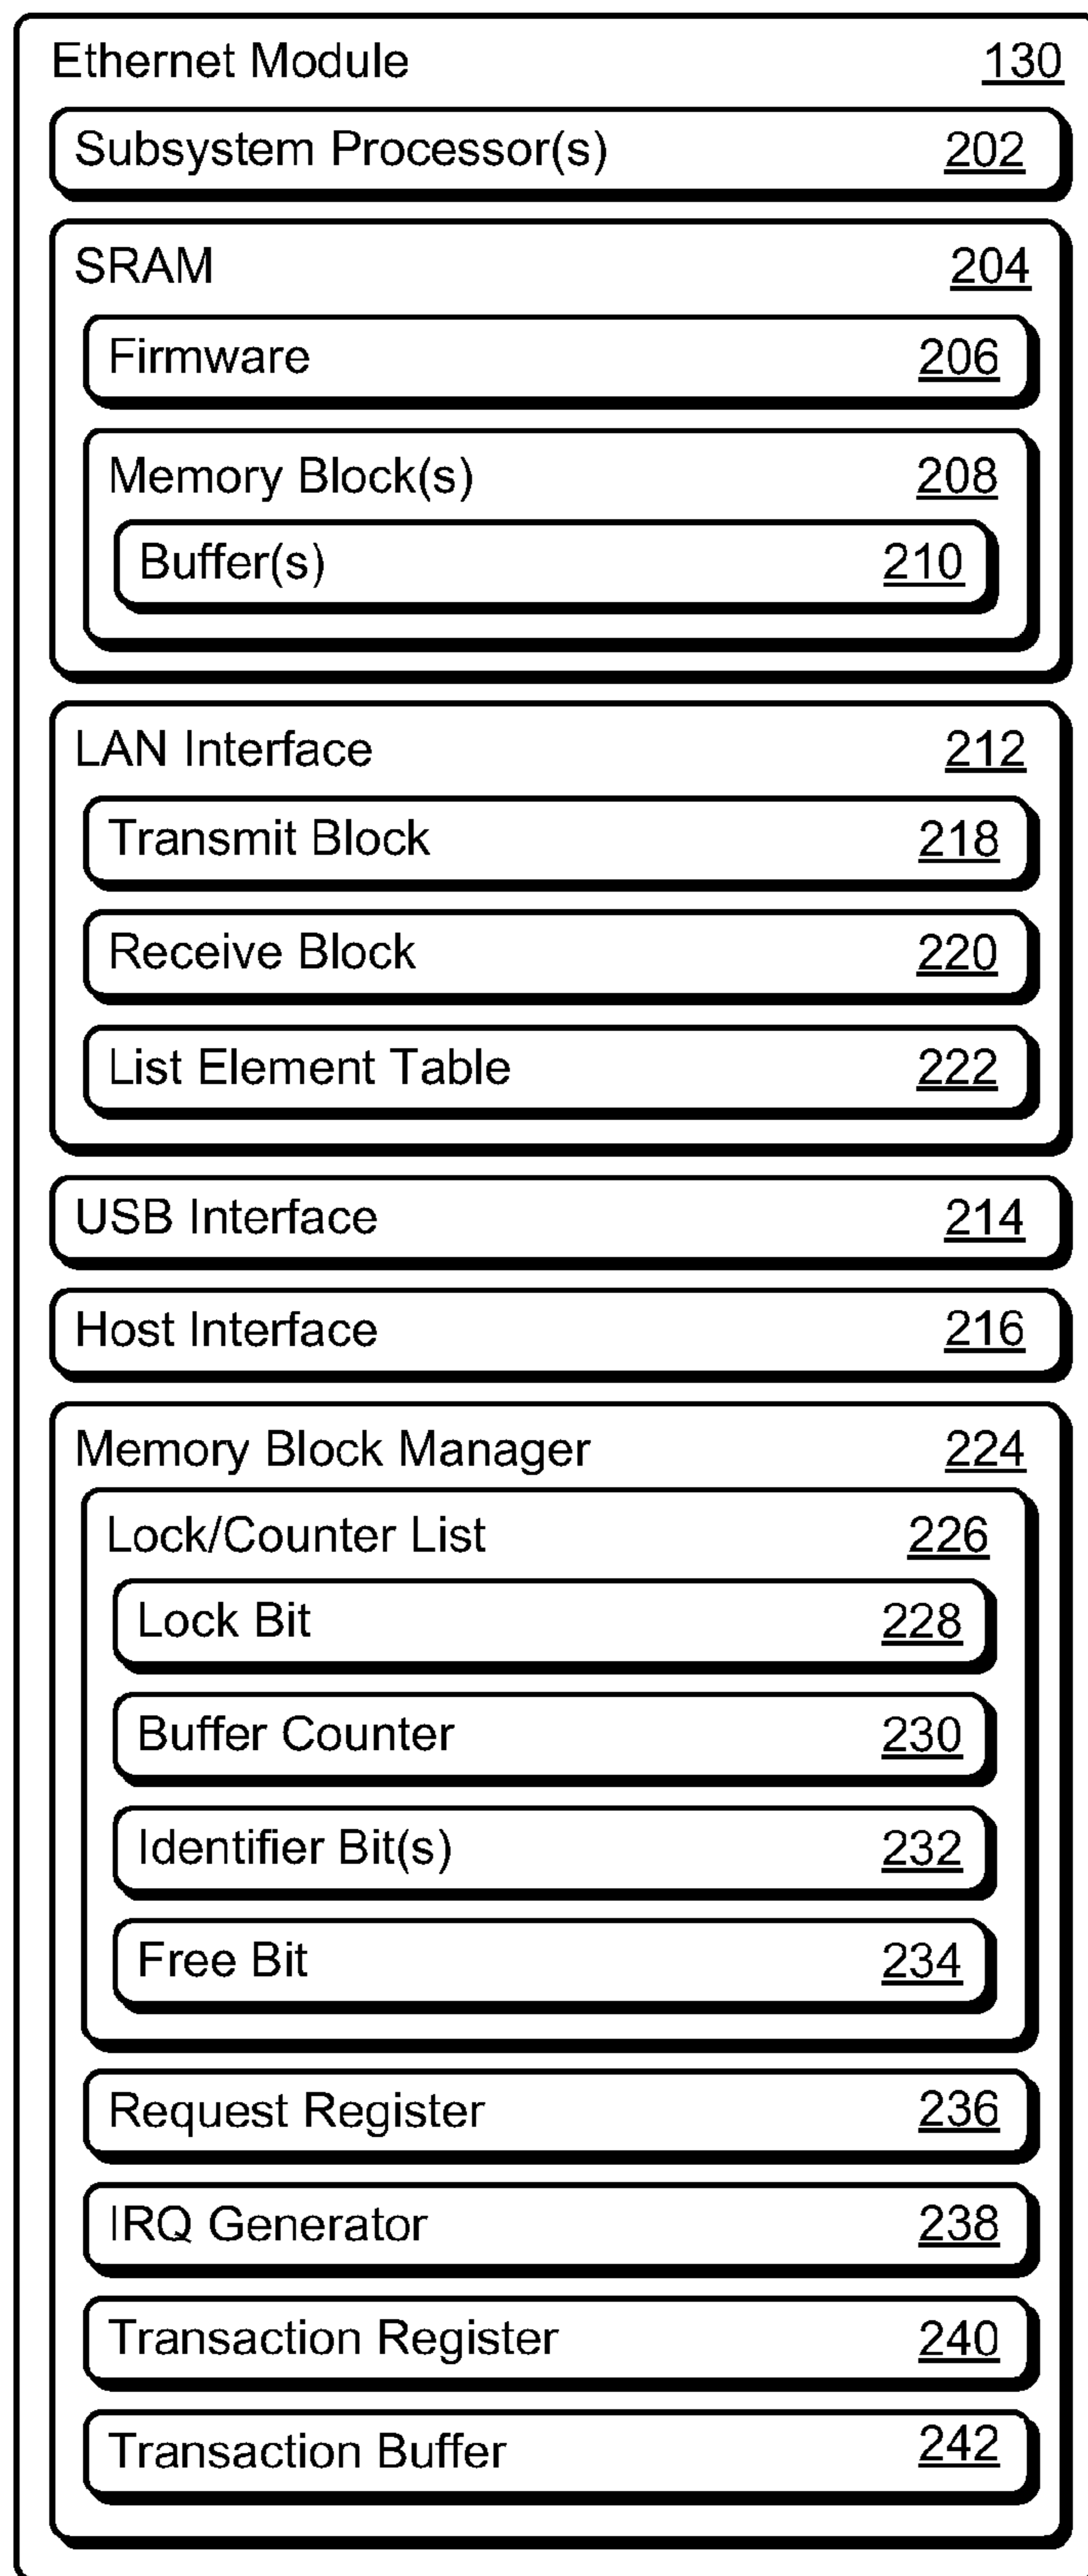 Ethernet Module 130
Subsystem Processor(s) 202
SRAM 204
Firmware 206
Memory Block(s) 208
Buffer(s) 210
LAN Interface 212
Transmit Block 218
Receive Block 220
List Element Table 222
USB Interface 214
Host Interface 216
Memory Block Manager 224
Lock/Counter List 226
Lock Bit 228
Buffer Counter 230
Identifier Bit(s) 232
Free Bit 234
Request Register 236
IRQ Generator 238
Transaction Register 240
Transaction Buffer 242